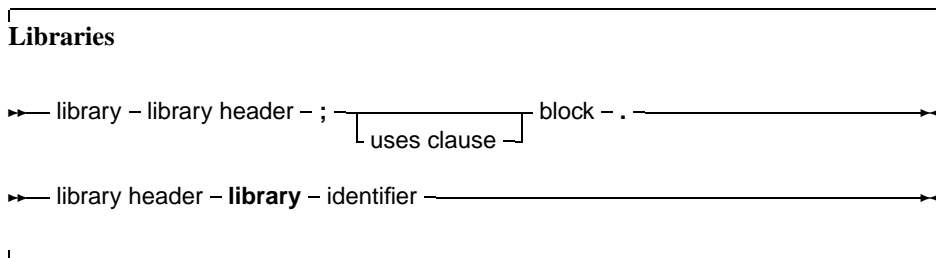 Libraries
library – library header – ; – block – . –
uses clause
library header – library – identifier –